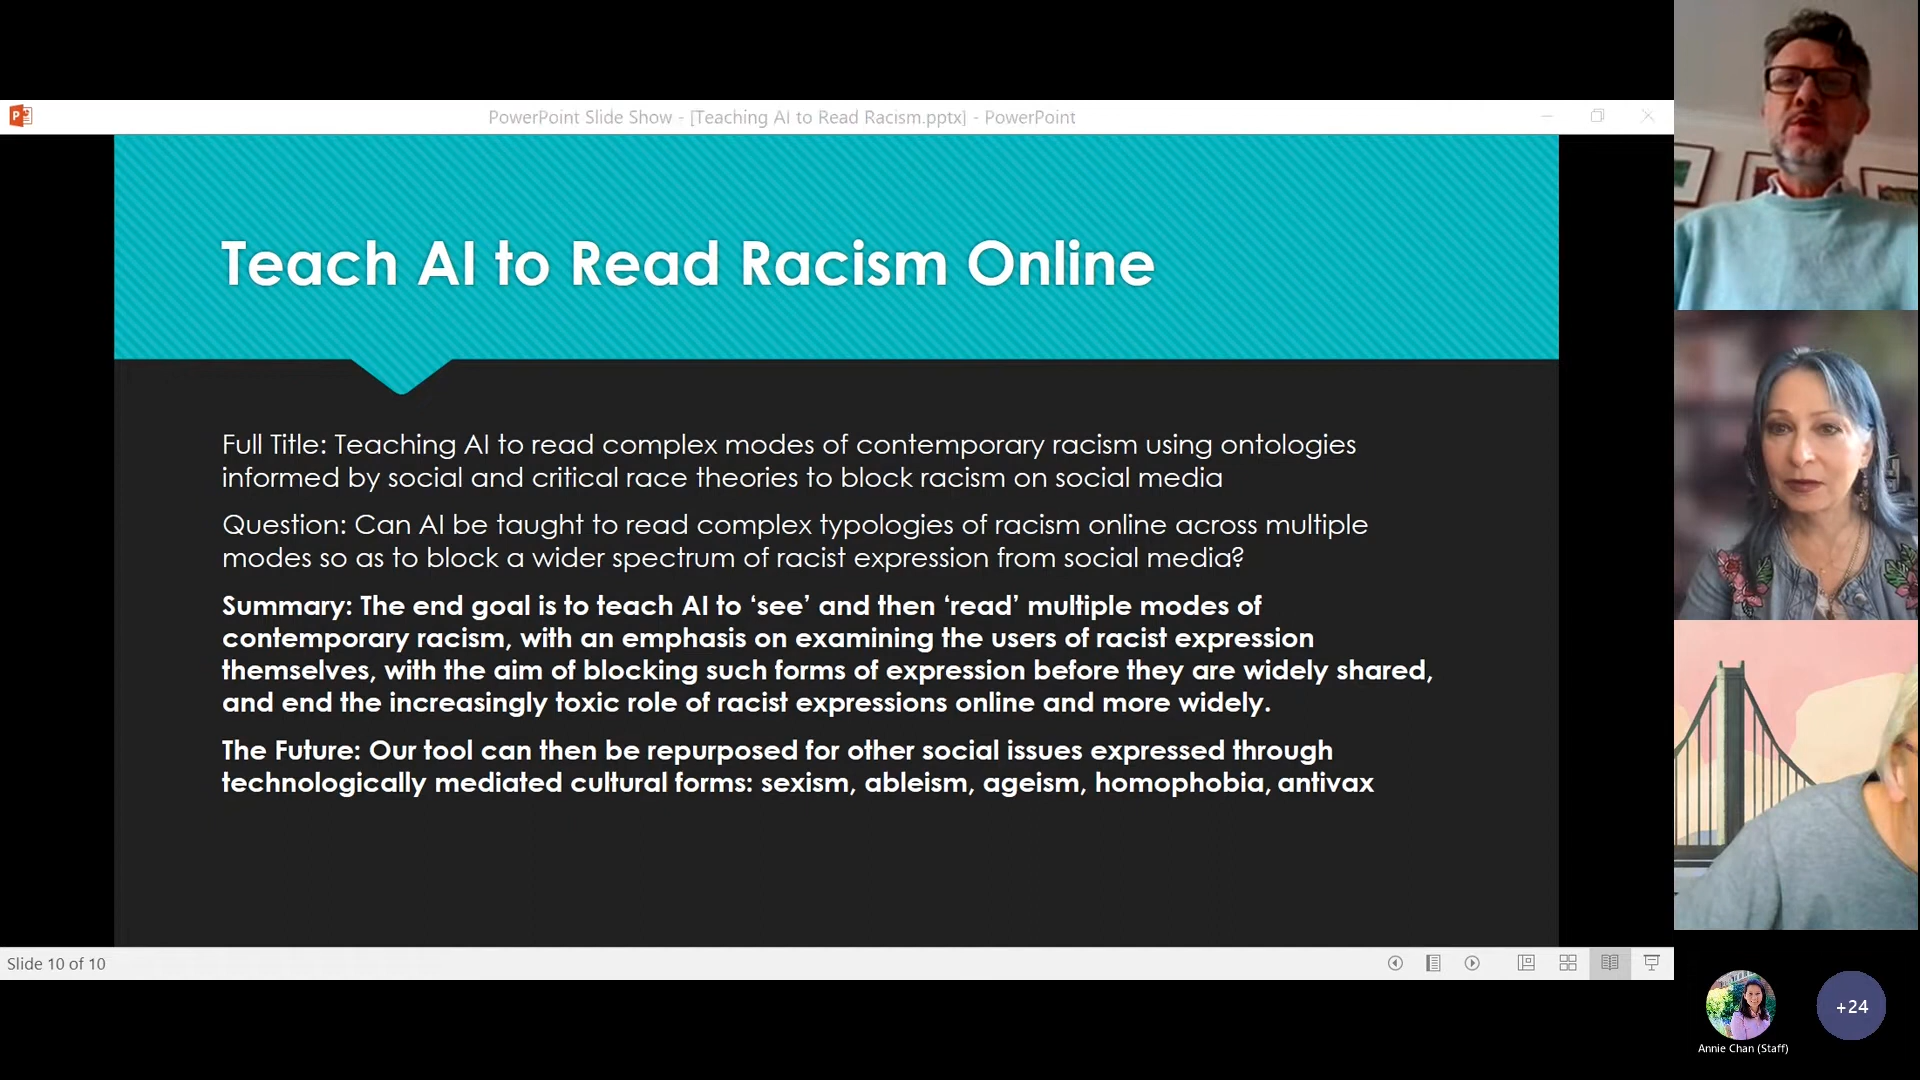 PowerPoint Slide Show - [Teaching AI to Read Racism.pptx] - PowerPoint
Teach AI to Read Racism Online
Full Title: Teaching AI to read complex modes of contemporary racism using ontologies
informed by social and critical race theories to block racism on social media
Question: Can AI be taught to read complex typologies of racism online across multiple
modes so as to block a wider spectrum of racist expression from social media?
Summary: The end goal is to teach AI to ‘see’ and then ‘read’ multiple modes of
contemporary racism, with an emphasis on examining the users of racist expression
themselves, with the aim of blocking such forms of expression before they are widely shared,
and end the increasingly toxic role of racist expressions online and more widely.
The Future: Our tool can then be repurposed for other social issues expressed through
technologically mediated cultural forms: sexism, ableism, ageism, homophobia, antivax
Slide 10 of 10
+24
Annie Chan (Staff)